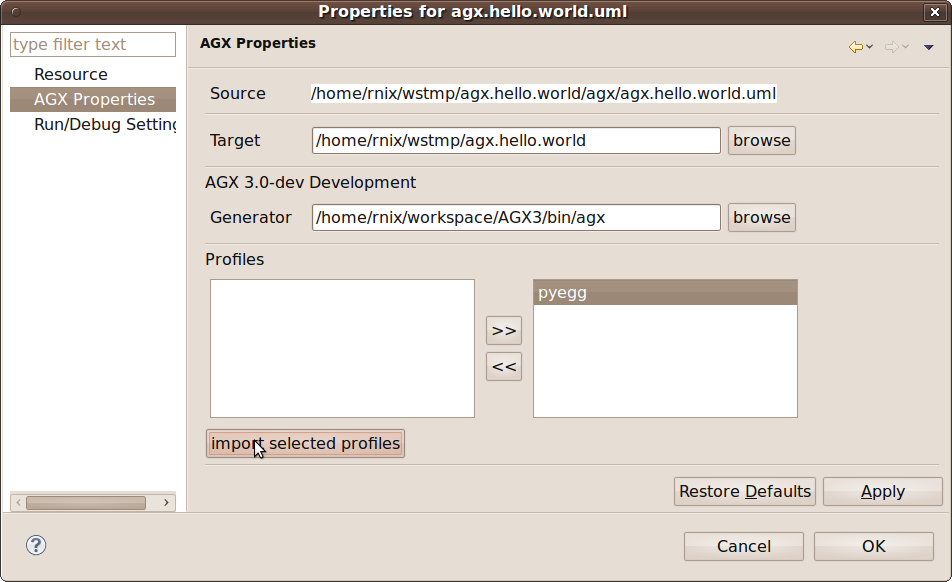 Properties for agx.hello.world.uml
type filter text
Resource
AGX Properties
Run/Debug Setting
AGX Properties
Source /home/rnix/wstmp/agx.hello.world/agx/agx.hello.world.uml
Target /home/rnix/wstmp/agx.hello.world browse
AGX 3.0-dev Development
Generator /home/rnix/workspace/AGX3/bin/agx browse
Profiles
pyegg
>>
<<
import selected profiles
Restore Defaults Apply
? Cancel OK